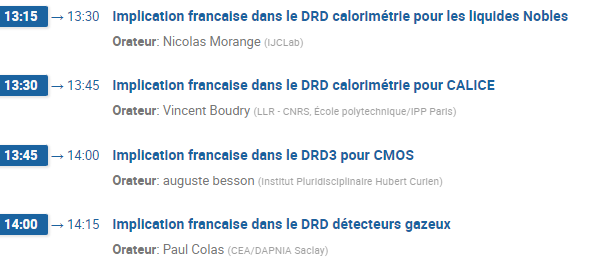 13:15 → 13:30 Implication francaise dans le DRD calorimétrie pour les liquides Nobles
Orateur: Nicolas Morange (IJCLab)
13:30 → 13:45 Implication francaise dans le DRD calorimétrie pour CALICE
Orateur: Vincent Boudry (LLR - CNRS, École polytechnique/IPP Paris)
13:45 → 14:00 Implication francaise dans le DRD3 pour CMOS
Orateur: auguste besson (Institut Pluridisciplinaire Hubert Curien)
14:00 → 14:15 Implication francaise dans le DRD détecteurs gazeux
Orateur: Paul Colas (CEA/DAPNIA Saclay)